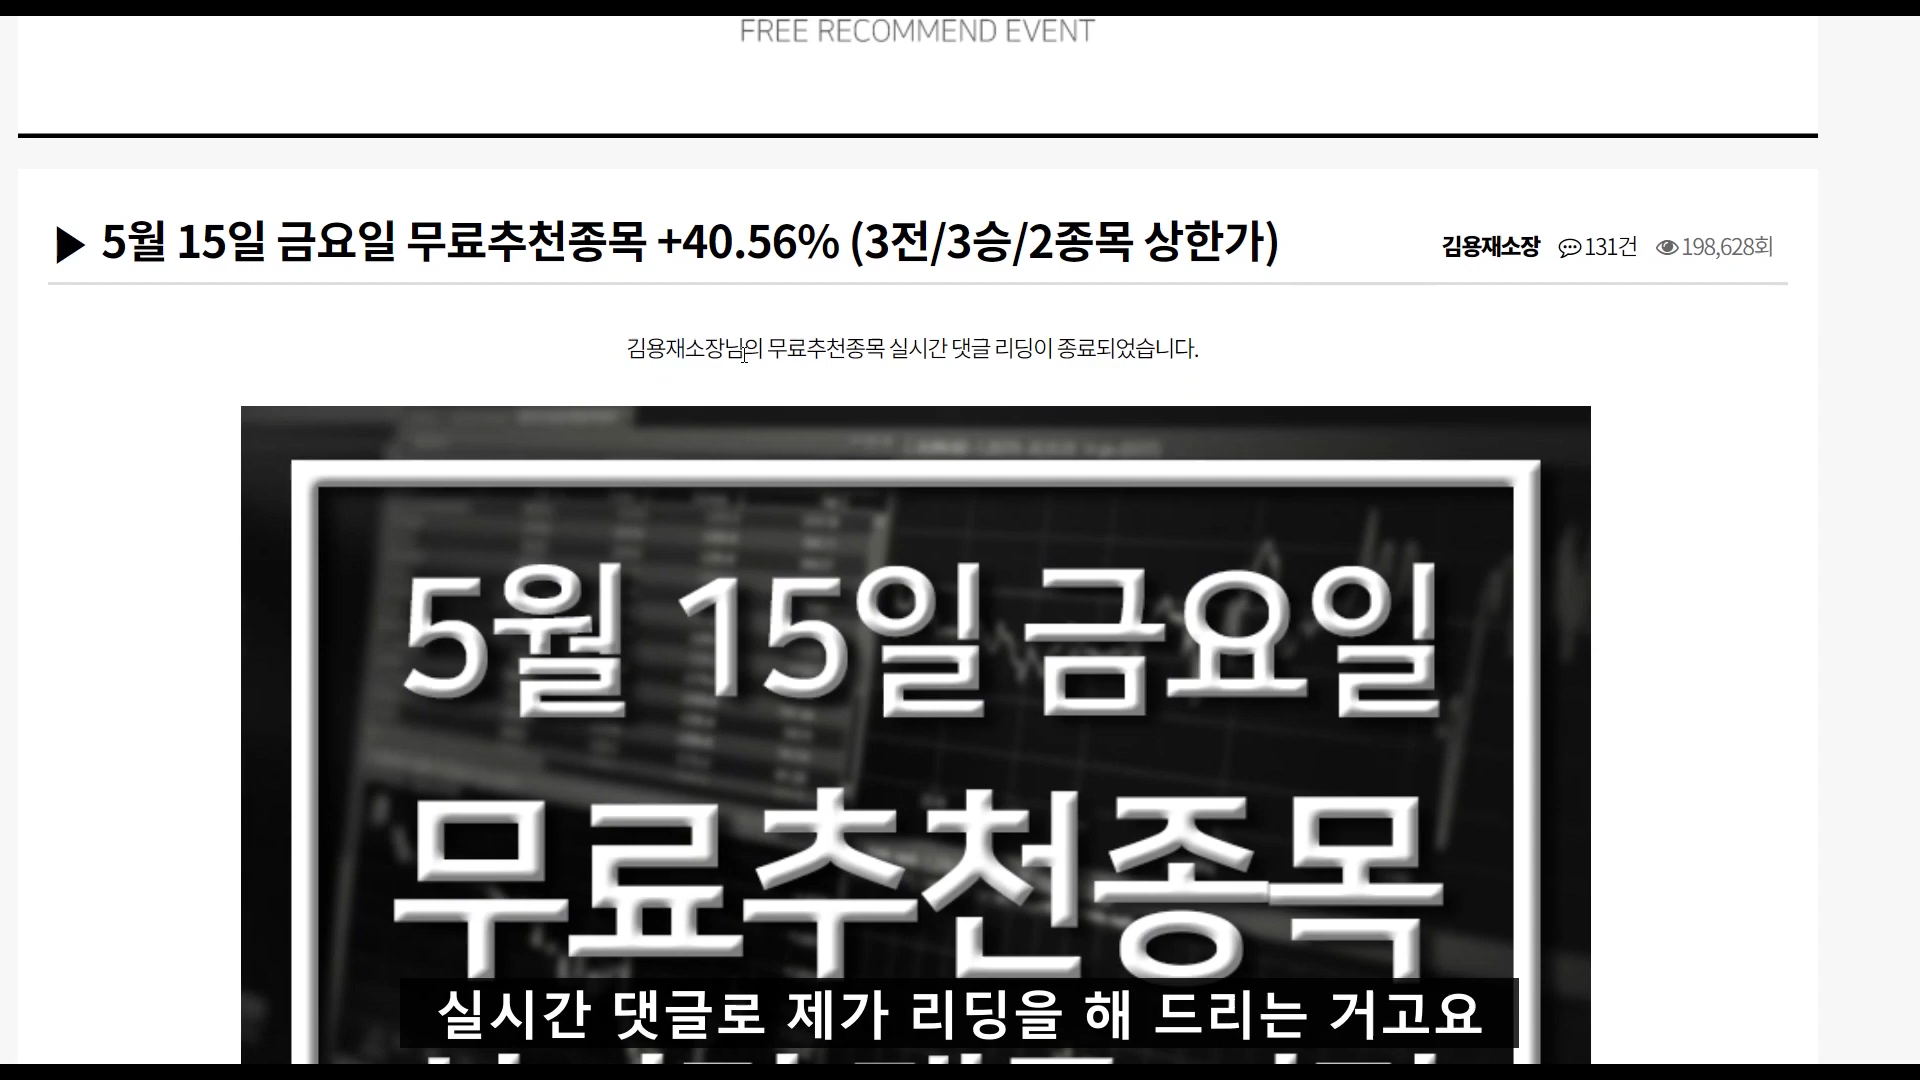 FREE RECOMMEND EVENT
▶ 5월 15일 금요일 무료추천종목 +40.56% (3전/3승/2종목 상한가)
김용재소장 131건 198,628회
김용재소장님의 무료추천종목 실시간 댓글 리딩이 종료되었습니다.
5월 15일 금요일
무료추천종목
실시간 댓글로 제가 리딩을 해 드리는 거고요